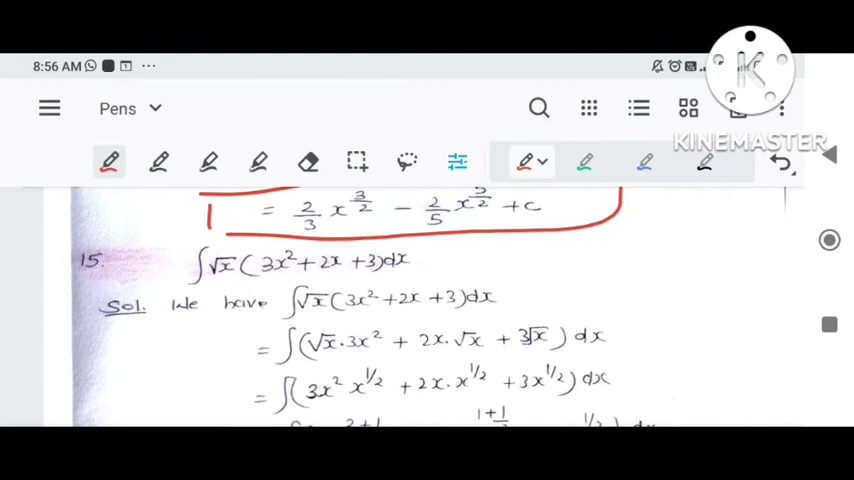 8:56 AM
Pens
KINEMASTER
= 2/3 x^3/2 - 2/5 x^5/2 + c
15. ∫√x(3x²+2x+3)dx
Sol. We have ∫√x(3x²+2x+3)dx
= ∫(√x·3x² + 2x·√x + 3√x) dx
= ∫(3x² x^1/2 + 2x·x^1/2 + 3x^1/2) dx